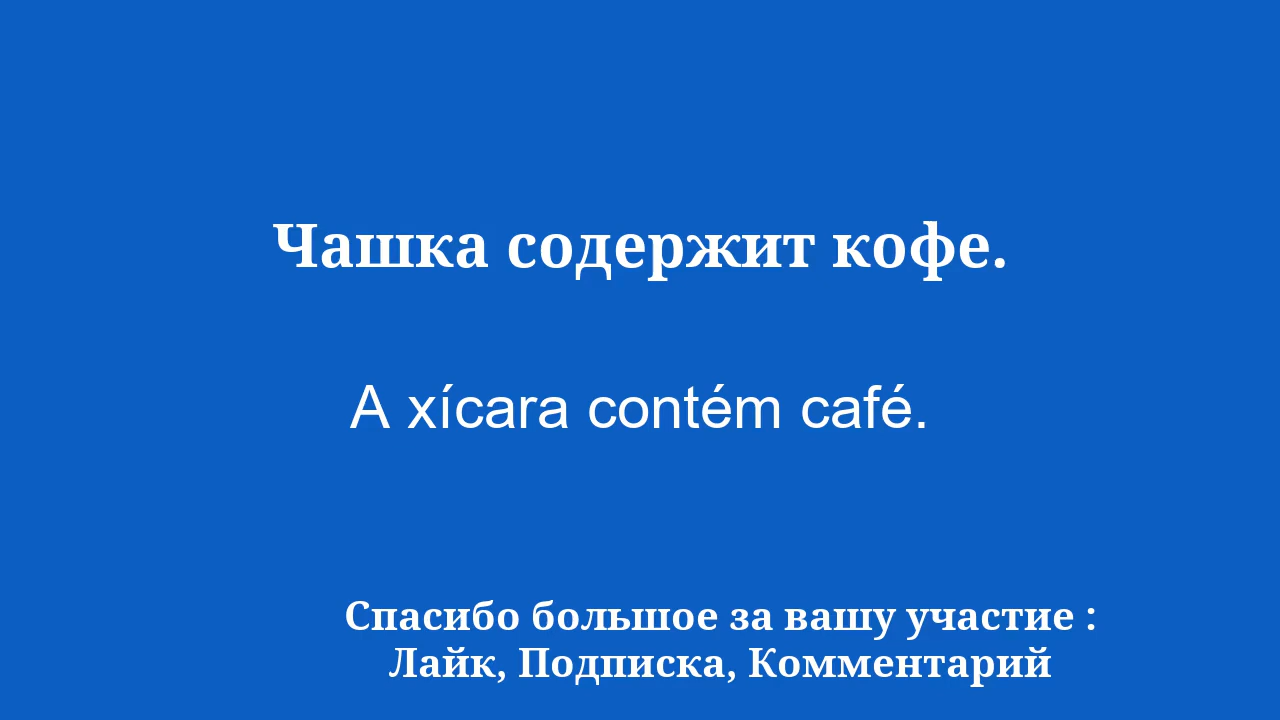 Чашка содержит кофе.
A xícara contém café.
Спасибо большое за вашу участие :
Лайк, Подписка, Комментарий